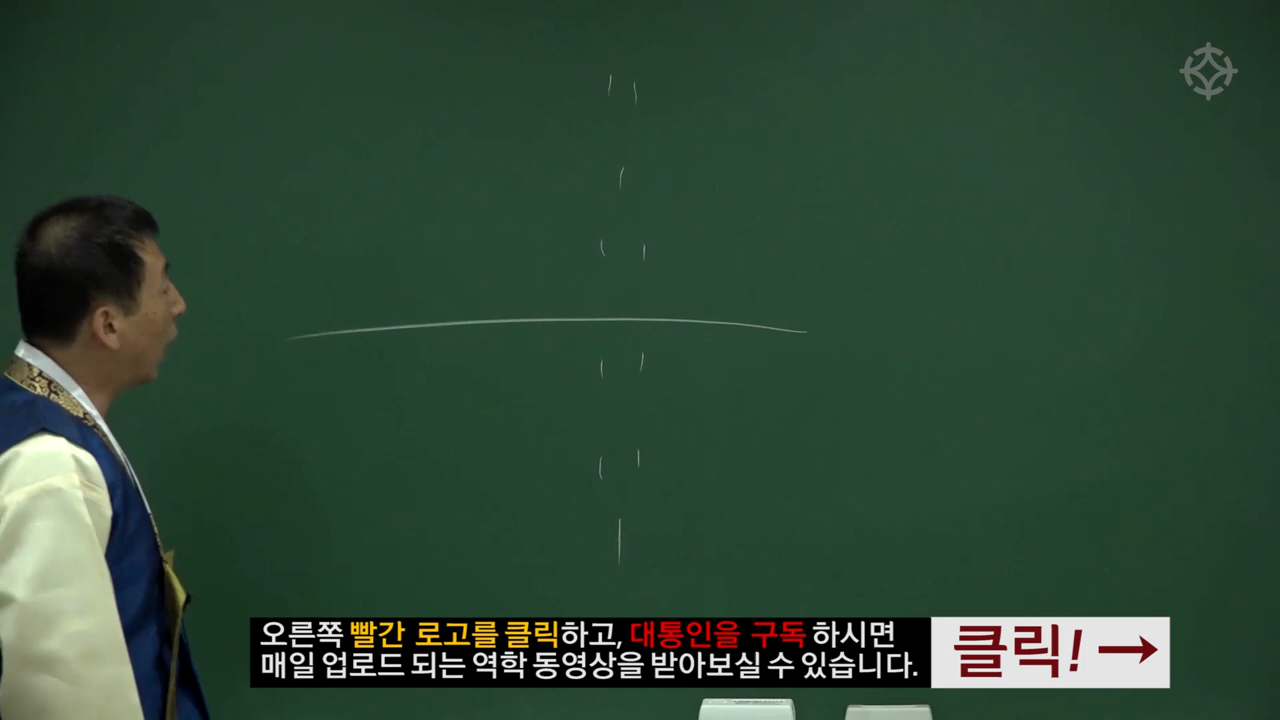 오른쪽 빨간 로고를 클릭하고, 대통인을 구독 하시면
매일 업로드 되는 역학 동영상을 받아보실 수 있습니다.
클릭! →